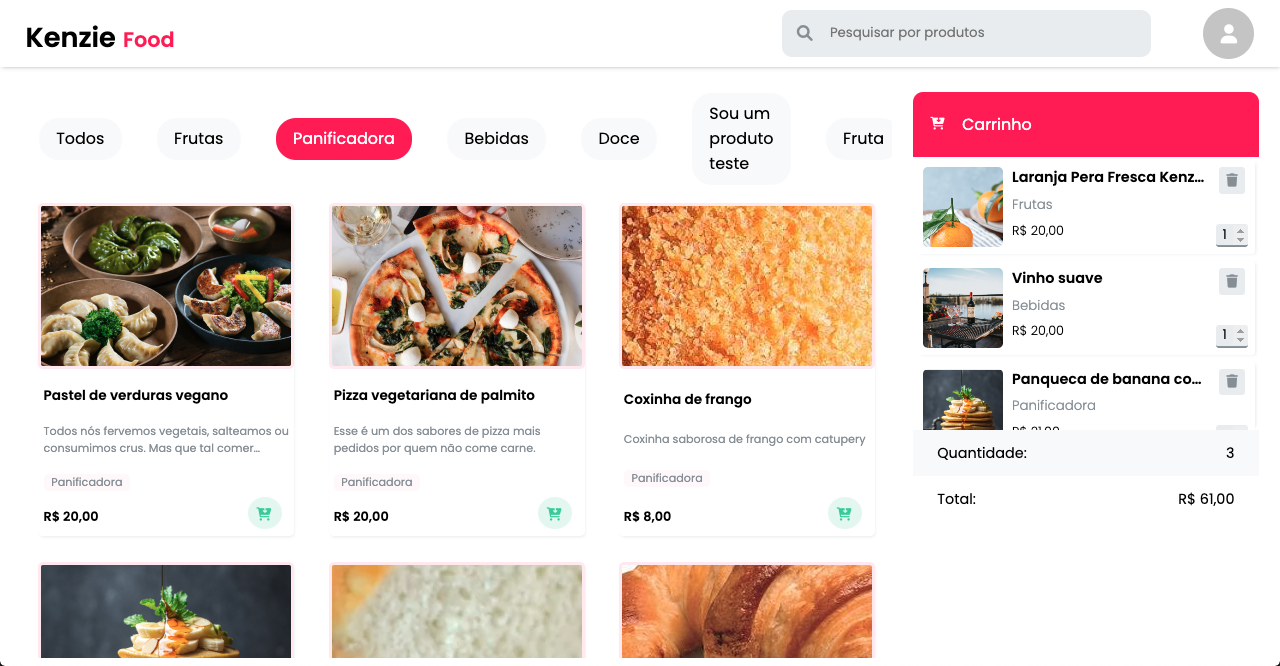 Kenzie Food
Pesquisar por produtos
Todos
Frutas
Panificadora
Bebidas
Doce
Sou um
produto
teste
Fruta
Pastel de verduras vegano
Todos nós fervemos vegetais, salteamos ou
consumimos crus. Mas que tal comer…
Panificadora
R$ 20,00
Pizza vegetariana de palmito
Esse é um dos sabores de pizza mais
pedidos por quem não come carne.
Panificadora
R$ 20,00
Coxinha de frango
Coxinha saborosa de frango com catupery
Panificadora
R$ 8,00
Carrinho
Laranja Pera Fresca Kenz...
Frutas
R$ 20,00
1
Vinho suave
Bebidas
R$ 20,00
1
Panqueca de banana co...
Panificadora
R$ 21,00
Quantidade:
3
Total:
R$ 61,00